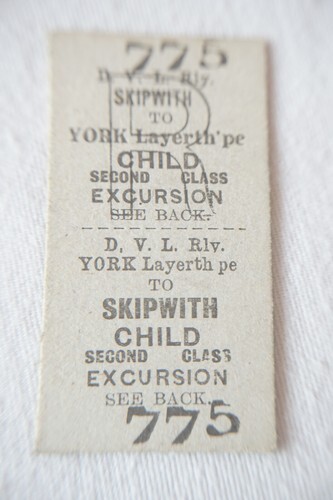 775
D. V. L. Rly.
SKIPWITH
TO
YORK Layerth'pe
CHILD
SECOND CLASS
EXCURSION
SEE BACK.
R
D. V. L. Rlv.
YORK Layerth pe
TO
SKIPWITH
CHILD
SECOND CLASS
EXCURSION
SEE BACK.
775